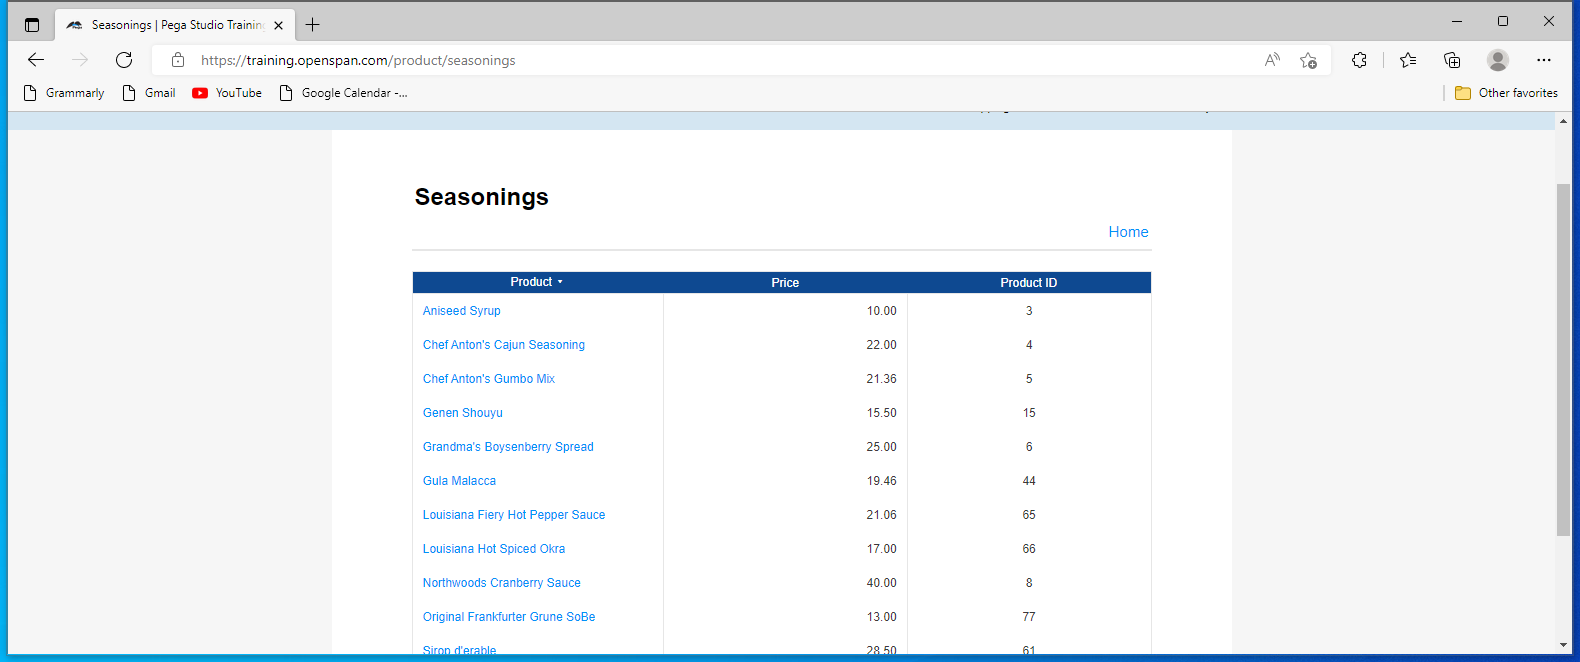 Seasonings | Pega Studio Training
https://training.openspan.com/product/seasonings
Grammarly Gmail YouTube Google Calendar -... Other favorites
Seasonings
Home
Product Price Product ID
Aniseed Syrup 10.00 3
Chef Anton's Cajun Seasoning 22.00 4
Chef Anton's Gumbo Mix 21.36 5
Genen Shouyu 15.50 15
Grandma's Boysenberry Spread 25.00 6
Gula Malacca 19.46 44
Louisiana Fiery Hot Pepper Sauce 21.06 65
Louisiana Hot Spiced Okra 17.00 66
Northwoods Cranberry Sauce 40.00 8
Original Frankfurter Grune SoBe 13.00 77
Sirop d'erable 28.50 61